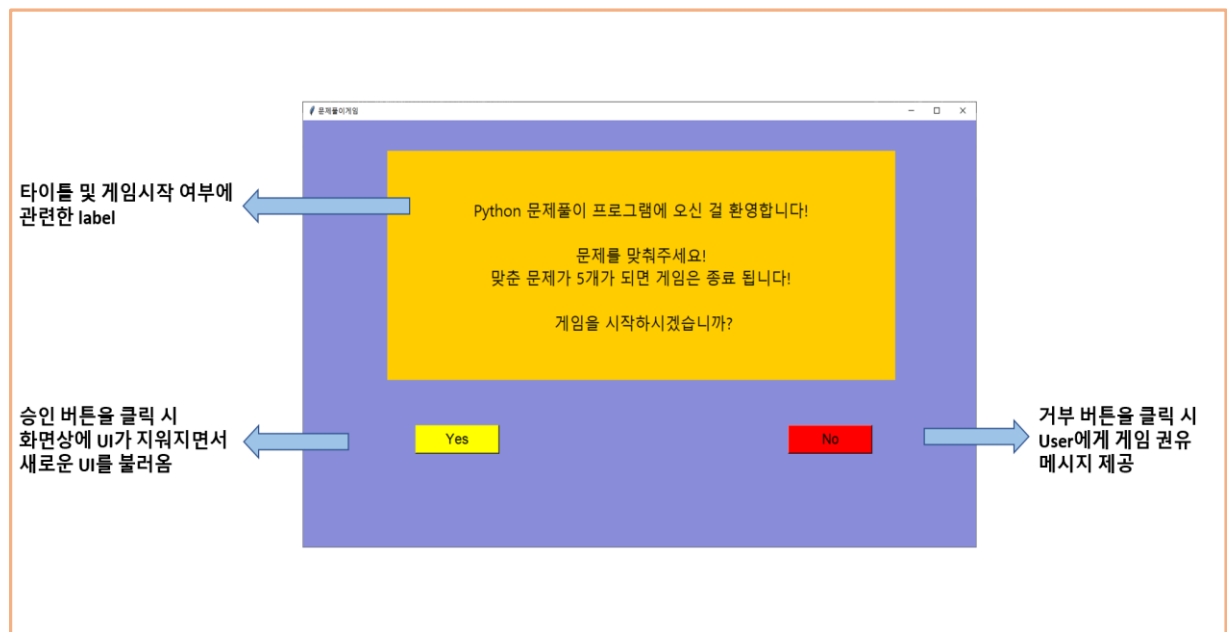 문제풀이게임
타이틀 및 게임시작 여부에
관련한 label
Python 문제풀이 프로그램에 오신 걸 환영합니다!
문제를 맞춰주세요!
맞춘 문제가 5개가 되면 게임은 종료 됩니다!
게임을 시작하시겠습니까?
승인 버튼을 클릭 시
화면상에 UI가 지워지면서
새로운 UI를 불러옴
Yes
No
거부 버튼을 클릭 시
User에게 게임 권유
메시지 제공